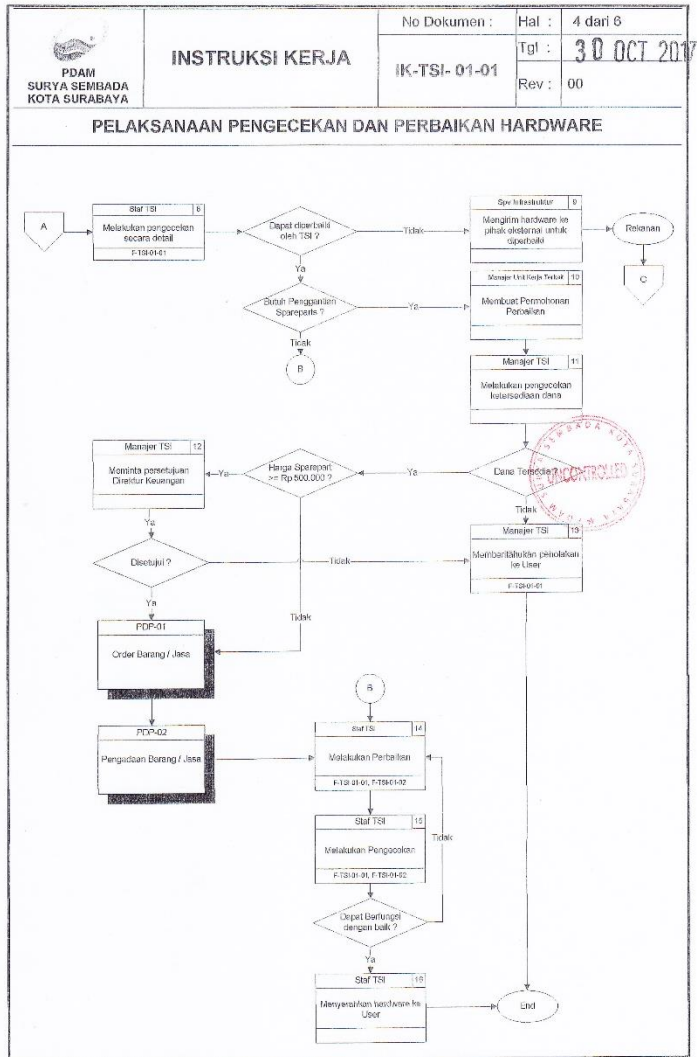 PDAM
SURYA SEMBADA
KOTA SURABAYA
INSTRUKSI KERJA
No Dokumen :
IK-TSI- 01-01
Hal : 4 dari 6
Tgl : 30 OCT 2017
Rev : 00
PELAKSANAAN PENGECEKAN DAN PERBAIKAN HARDWARE
A
Staf TSI 8
Melakukan pengecekan
secara detail
F-TSI-01-01
Dapat diperbaiki
oleh TSI ?
Tidak
Spv Infrastruktur 9
Mengirim hardware ke
pihak eksternal untuk
diperbaiki
Rekanan
C
Ya
Butuh Penggantian
Spareparts ?
Ya
Manajer Unit Kerja Terkait 10
Membuat Permohonan
Perbaikan
Tidak
B
Manajer TSI 11
Melakukan pengecekan
ketersediaan dana
Manajer TSI 12
Meminta persetujuan
Direktur Keuangan
Ya
Harga Sparepart
>= Rp 500.000 ?
Ya
Dana Tersedia ?
SURYA SEMBADA KOTA SURABAYA
PDAM
UNCONTROLLED
Tidak
Ya
Manajer TSI 13
Memberitahukan penolakan
ke User
F-TSI-01-01
Disetujui ?
Tidak
Ya
Tidak
PDP-01
Order Barang / Jasa
B
PDP-02
Pengadaan Barang / Jasa
Staf TSI 14
Melakukan Perbaikan
F-TSI-01-01, F-TSI-01-02
Staf TSI 15
Melakukan Pengecekan
F-TSI-01-01, F-TSI-01-02
Tidak
Dapat Berfungsi
dengan baik ?
Ya
Staf TSI 16
Menyerahkan hardware ke
User
End